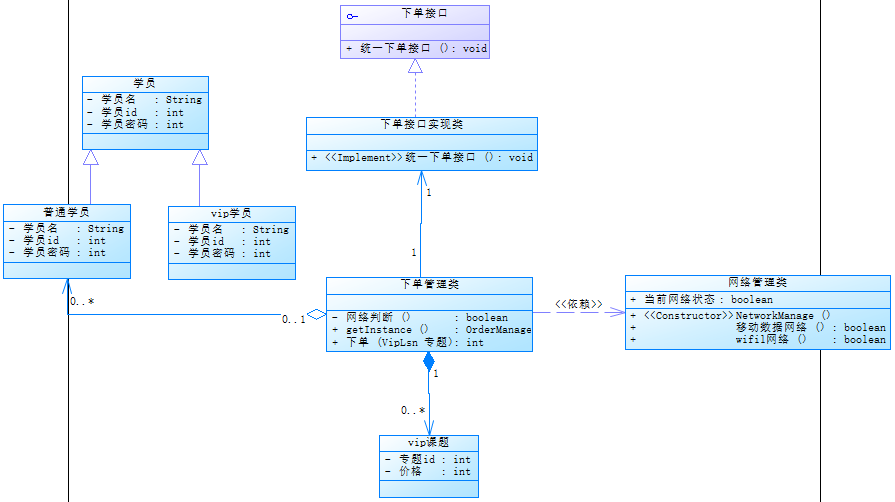 下单接口
+ 统一下单接口 (): void
学员
- 学员名 : String
- 学员id : int
- 学员密码 : int
下单接口实现类
+ <<Implement>> 统一下单接口 (): void
1
1
普通学员
- 学员名 : String
- 学员id : int
- 学员密码 : int
vip学员
- 学员名 : String
- 学员id : int
- 学员密码 : int
0..*
0..1
下单管理类
- 网络判断 () : boolean
+ getInstance () : OrderManage
+ 下单 (VipLsn 专题): int
<<依赖>>
网络管理类
+ 当前网络状态 : boolean
+ <<Constructor>> NetworkManage ()
+ 移动数据网络 () : boolean
+ wifil网络 () : boolean
1
0..*
vip课题
- 专题id : int
- 价格 : int